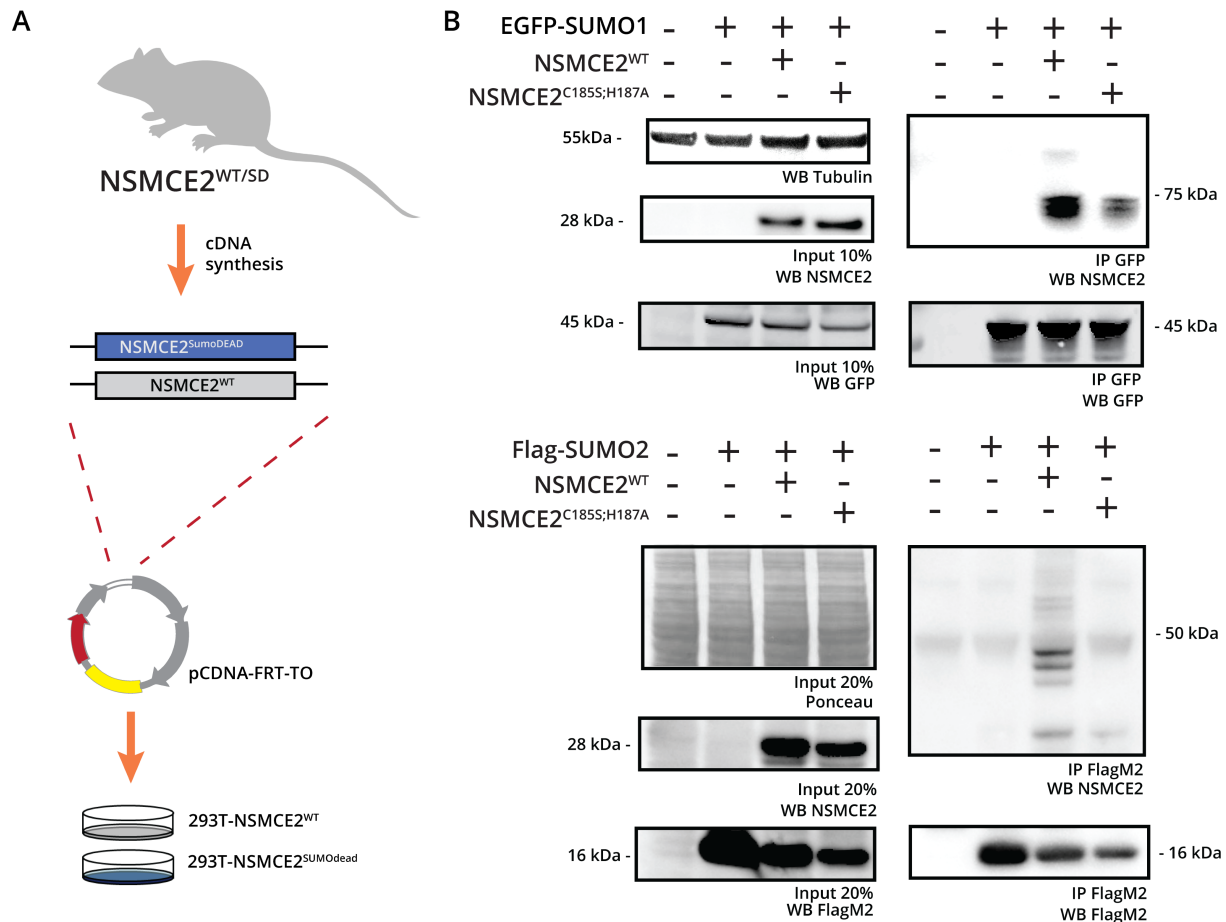 A
NSMCE2WT/SD
cDNA
synthesis
NSMCE2SumoDEAD
NSMCE2WT
pCDNA-FRT-TO
293T-NSMCE2WT
293T-NSMCE2SUMOdead
B
EGFP-SUMO1 - + + + - + + +
NSMCE2WT - - + - - - + -
NSMCE2C185S;H187A - - - + - - - +
55kDa -
WB Tubulin
28 kDa -
Input 10%
WB NSMCE2
45 kDa -
Input 10%
WB GFP
- 75 kDa
IP GFP
WB NSMCE2
- 45 kDa
IP GFP
WB GFP
Flag-SUMO2 - + + + - + + +
NSMCE2WT - - + - - - + -
NSMCE2C185S;H187A - - - + - - - +
Input 20%
Ponceau
28 kDa -
Input 20%
WB NSMCE2
16 kDa -
Input 20%
WB FlagM2
- 50 kDa
IP FlagM2
WB NSMCE2
- 16 kDa
IP FlagM2
WB FlagM2